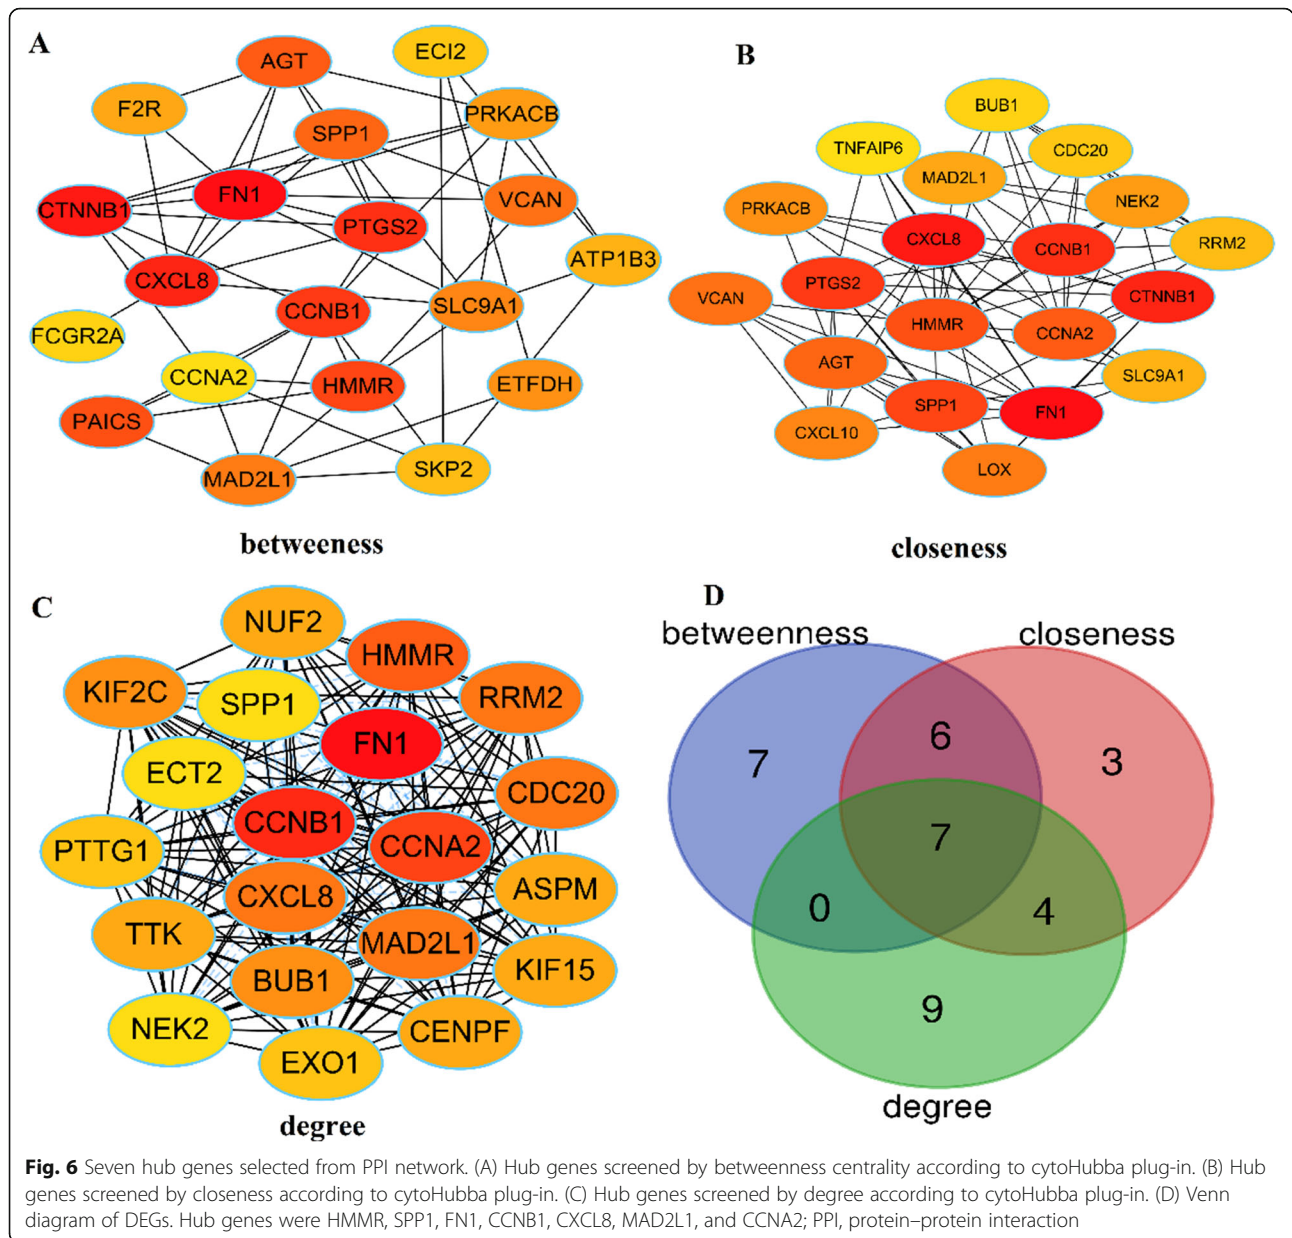 A
AGT
ECI2
F2R
PRKACB
SPP1
FN1
CTNNB1
VCAN
PTGS2
ATP1B3
CXCL8
CCNB1
SLC9A1
FCGR2A
CCNA2
HMMR
ETFDH
PAICS
MAD2L1
SKP2
betweeness
B
BUB1
TNFAIP6
CDC20
MAD2L1
PRKACB
NEK2
CXCL8
CCNB1
RRM2
PTGS2
CTNNB1
VCAN
HMMR
CCNA2
AGT
SLC9A1
SPP1
FN1
CXCL10
LOX
closeness
C
NUF2
HMMR
KIF2C
SPP1
RRM2
FN1
ECT2
CDC20
CCNB1
CCNA2
PTTG1
CXCL8
ASPM
TTK
MAD2L1
BUB1
KIF15
NEK2
CENPF
EXO1
degree
D
betweenness
closeness
7
6
3
7
0
4
9
degree
Fig. 6 Seven hub genes selected from PPI network. (A) Hub genes screened by betweenness centrality according to cytoHubba plug-in. (B) Hub
genes screened by closeness according to cytoHubba plug-in. (C) Hub genes screened by degree according to cytoHubba plug-in. (D) Venn
diagram of DEGs. Hub genes were HMMR, SPP1, FN1, CCNB1, CXCL8, MAD2L1, and CCNA2; PPI, protein–protein interaction